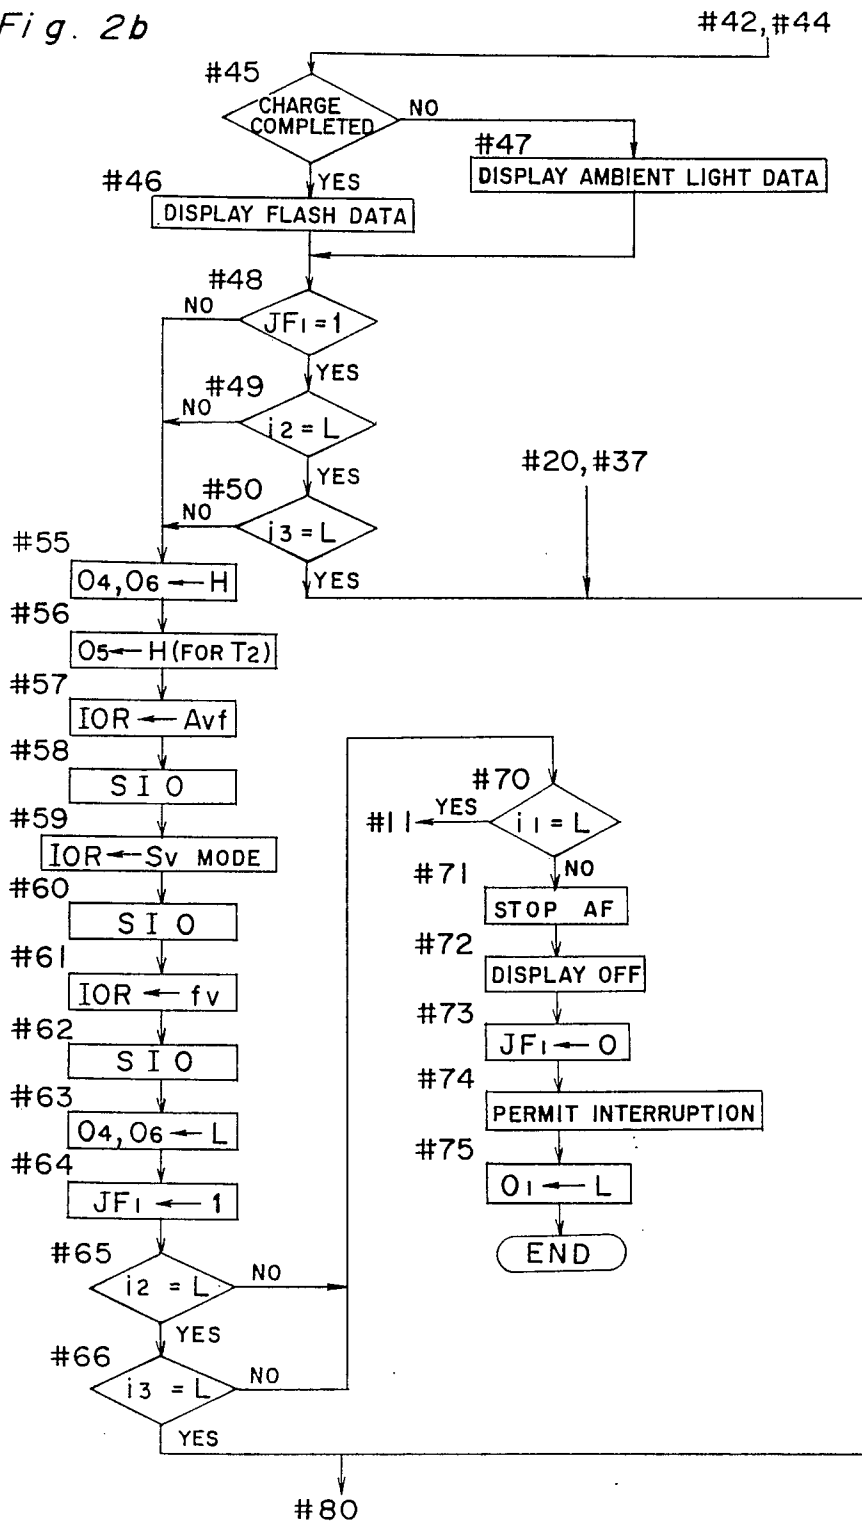 Fig. 2b
#42, #44
#45
CHARGE
COMPLETED
NO
YES
#46
DISPLAY FLASH DATA
#47
DISPLAY AMBIENT LIGHT DATA
#48
JF1 = 1
NO
YES
#49
i2 = L
NO
YES
#50
i3 = L
NO
YES
#20, #37
#55
O4, O6 ← H
#56
O5 ← H (FOR T2)
#57
IOR ← Avf
#58
SIO
#59
IOR ← Sv MODE
#60
SIO
#61
IOR ← fv
#62
SIO
#63
O4, O6 ← L
#64
JF1 ← 1
#65
i2 = L
NO
YES
#66
i3 = L
NO
YES
#80
#70
i1 = L
YES
#11
NO
#71
STOP AF
#72
DISPLAY OFF
#73
JF1 ← O
#74
PERMIT INTERRUPTION
#75
O1 ← L
END